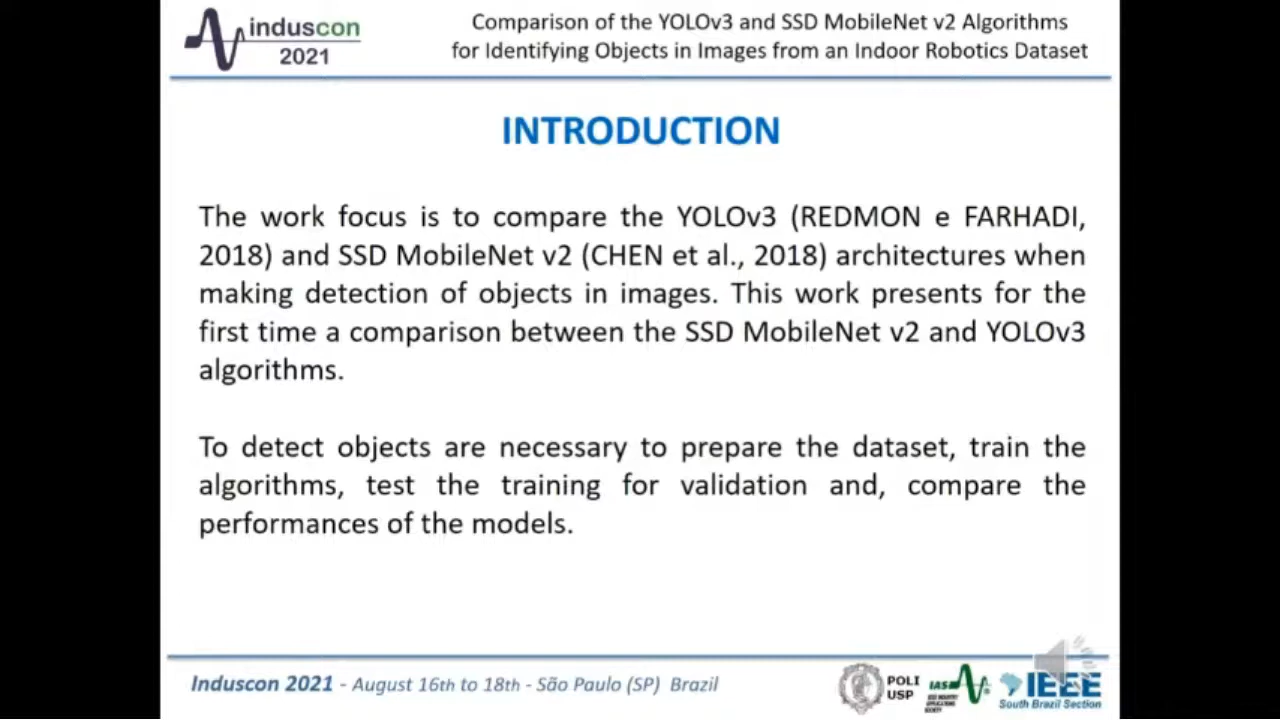 induscon
2021
Comparison of the YOLOv3 and SSD MobileNet v2 Algorithms
for Identifying Objects in Images from an Indoor Robotics Dataset
INTRODUCTION
The work focus is to compare the YOLOv3 (REDMON e FARHADI,
2018) and SSD MobileNet v2 (CHEN et al., 2018) architectures when
making detection of objects in images. This work presents for the
first time a comparison between the SSD MobileNet v2 and YOLOv3
algorithms.
To detect objects are necessary to prepare the dataset, train the
algorithms, test the training for validation and, compare the
performances of the models.
Induscon 2021 - August 16th to 18th - São Paulo (SP) Brazil
POLI
USP
IAS
IEEE INDUSTRY
APPLICATIONS
SOCIETY
IEEE
South Brazil Section